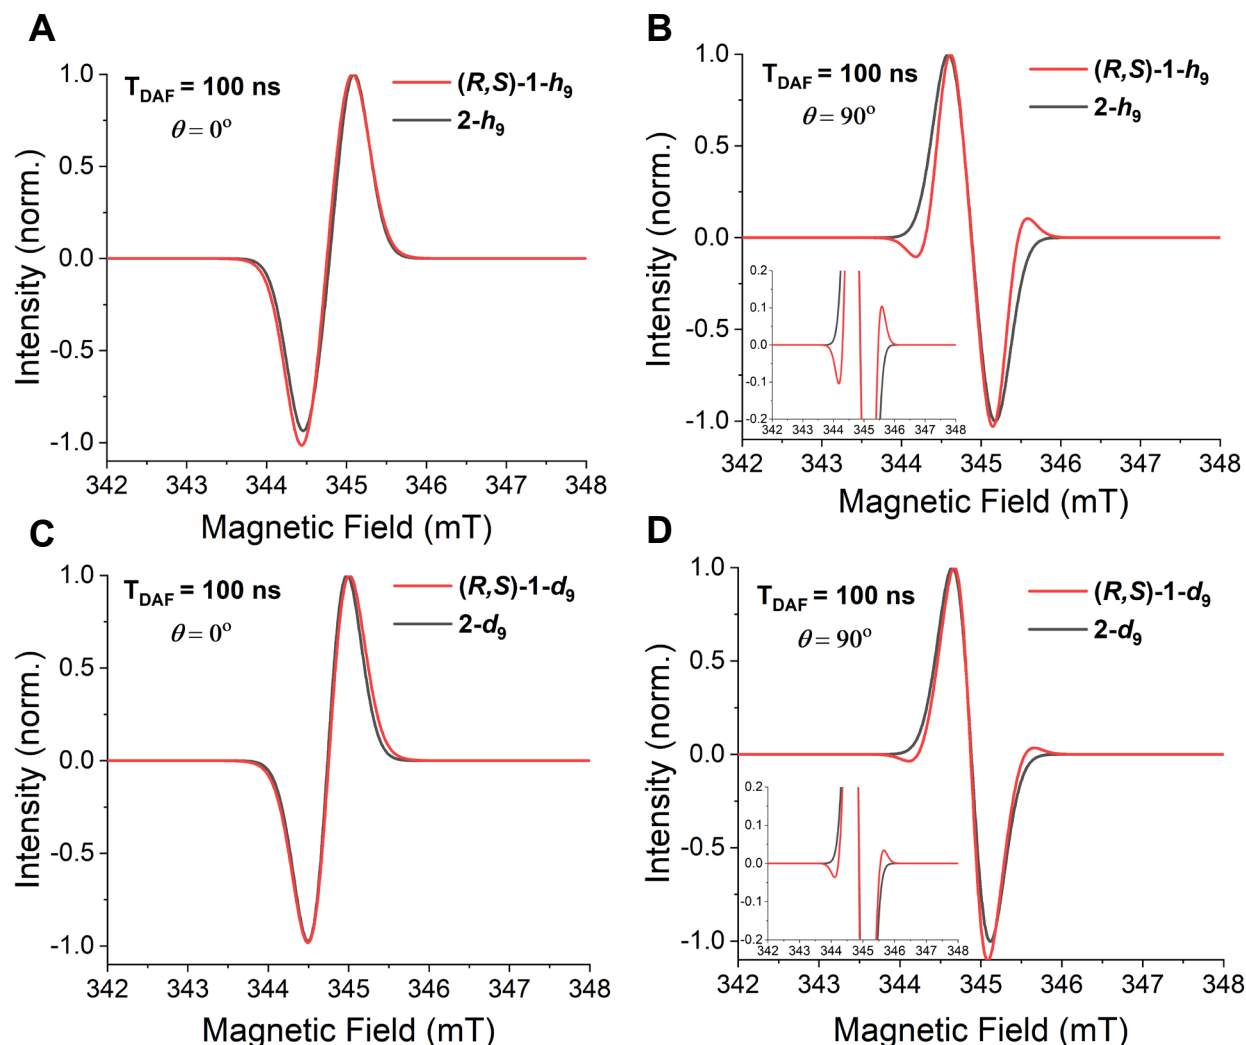 A
T_DAF = 100 ns
θ = 0º
(R,S)-1-h₉
2-h₉
1.0
0.5
0.0
-0.5
-1.0
Intensity (norm.)
342 343 344 345 346 347 348
Magnetic Field (mT)
B
T_DAF = 100 ns
θ = 90º
(R,S)-1-h₉
2-h₉
1.0
0.5
0.0
-0.5
-1.0
Intensity (norm.)
0.2
0.1
0.0
-0.1
-0.2
342 343 344 345 346 347 348
342 343 344 345 346 347 348
Magnetic Field (mT)
C
T_DAF = 100 ns
θ = 0º
(R,S)-1-d₉
2-d₉
1.0
0.5
0.0
-0.5
-1.0
Intensity (norm.)
342 343 344 345 346 347 348
Magnetic Field (mT)
D
T_DAF = 100 ns
θ = 90º
(R,S)-1-d₉
2-d₉
1.0
0.5
0.0
-0.5
-1.0
Intensity (norm.)
0.2
0.1
0.0
-0.1
-0.2
342 343 344 345 346 347 348
342 343 344 345 346 347 348
Magnetic Field (mT)